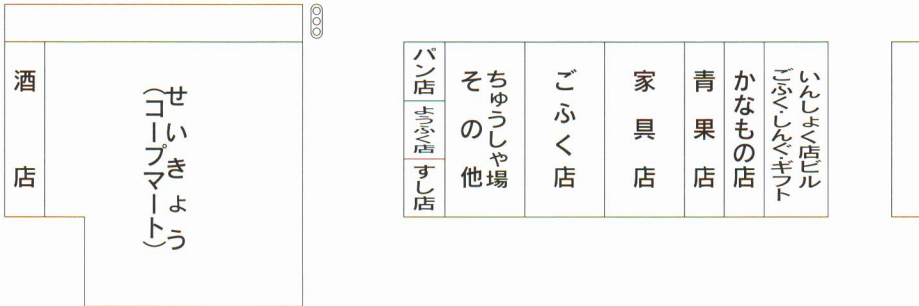 酒店
せいきょう
（コープマート）
パン店
ようふく店
すし店
ちゅうしゃ場
その他
ごふく店
家具店
青果店
かなもの店
いんしょく店ビル
ごふく・しんぐ・ギフト